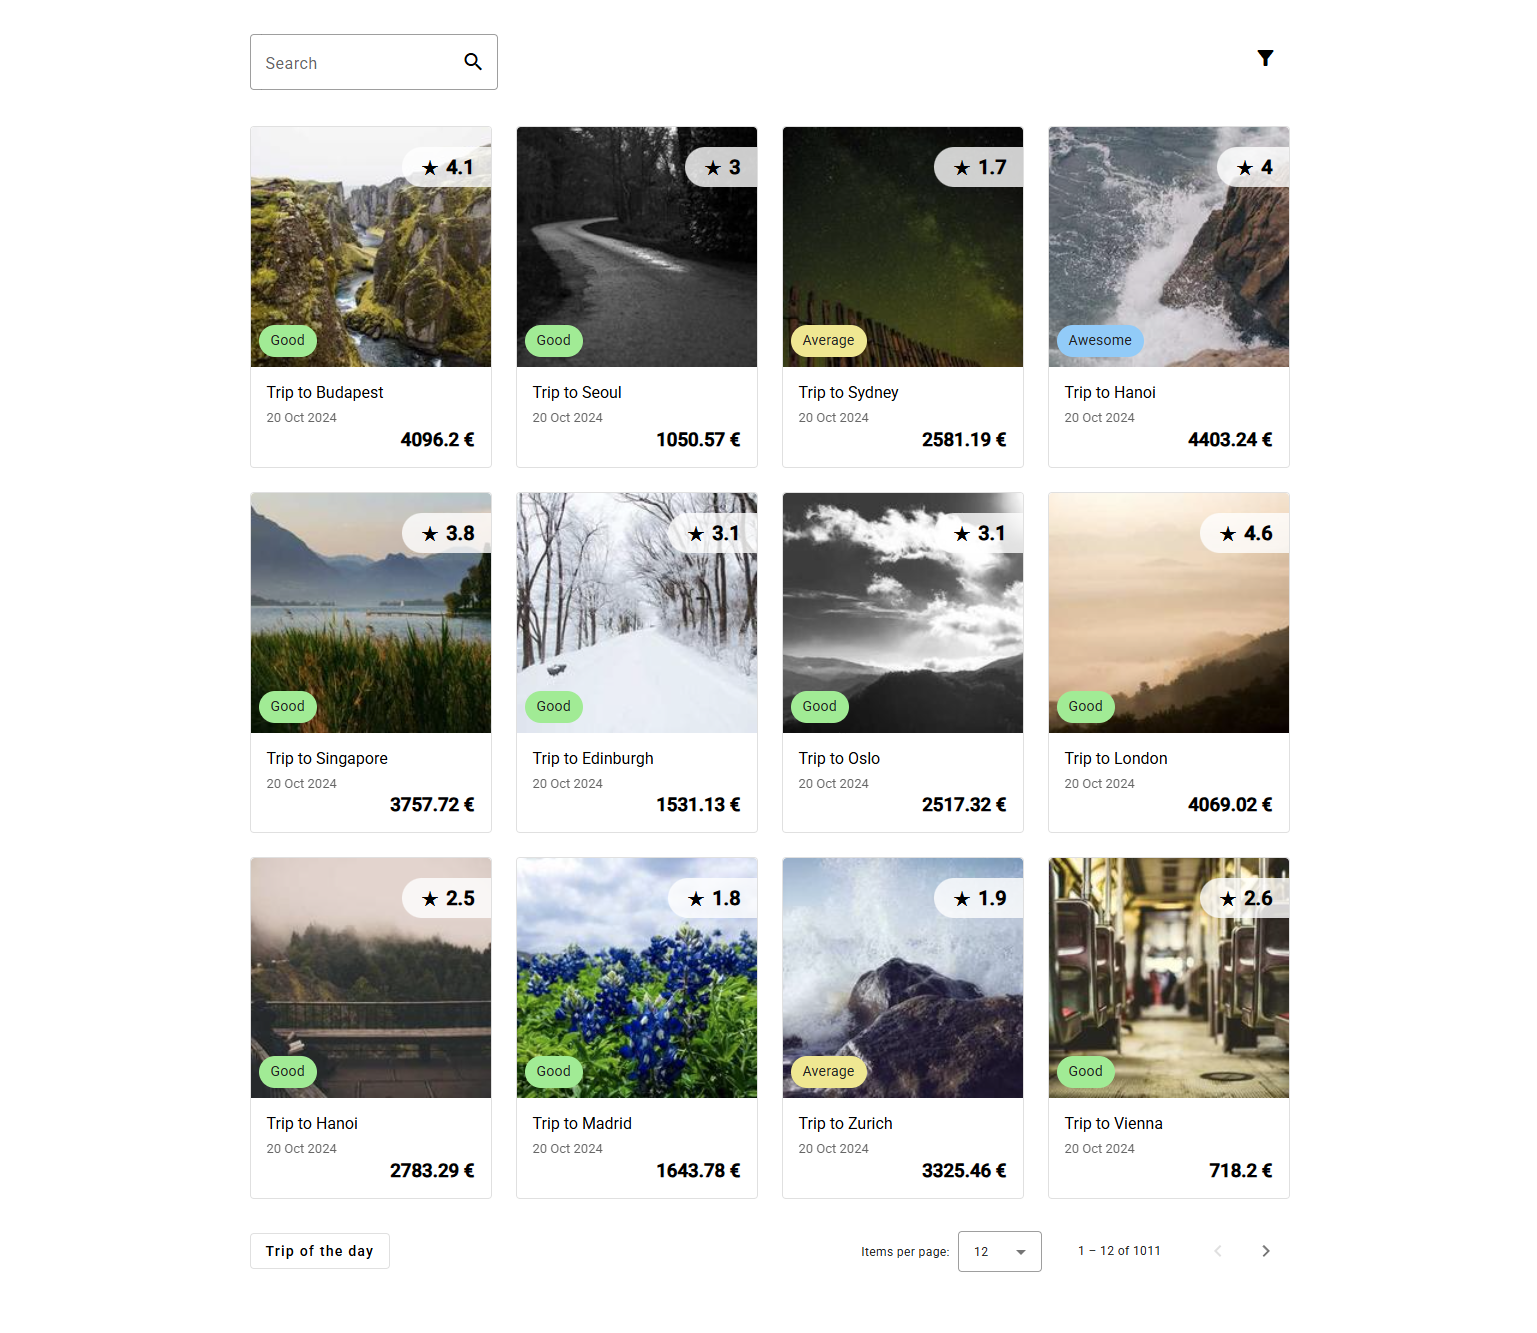 Search
★ 4.1
Good
Trip to Budapest
20 Oct 2024
4096.2 €
★ 3
Good
Trip to Seoul
20 Oct 2024
1050.57 €
★ 1.7
Average
Trip to Sydney
20 Oct 2024
2581.19 €
★ 4
Awesome
Trip to Hanoi
20 Oct 2024
4403.24 €
★ 3.8
Good
Trip to Singapore
20 Oct 2024
3757.72 €
★ 3.1
Good
Trip to Edinburgh
20 Oct 2024
1531.13 €
★ 3.1
Good
Trip to Oslo
20 Oct 2024
2517.32 €
★ 4.6
Good
Trip to London
20 Oct 2024
4069.02 €
★ 2.5
Good
Trip to Hanoi
20 Oct 2024
2783.29 €
★ 1.8
Good
Trip to Madrid
20 Oct 2024
1643.78 €
★ 1.9
Average
Trip to Zurich
20 Oct 2024
3325.46 €
★ 2.6
Good
Trip to Vienna
20 Oct 2024
718.2 €
Trip of the day
Items per page: 12
1 – 12 of 1011